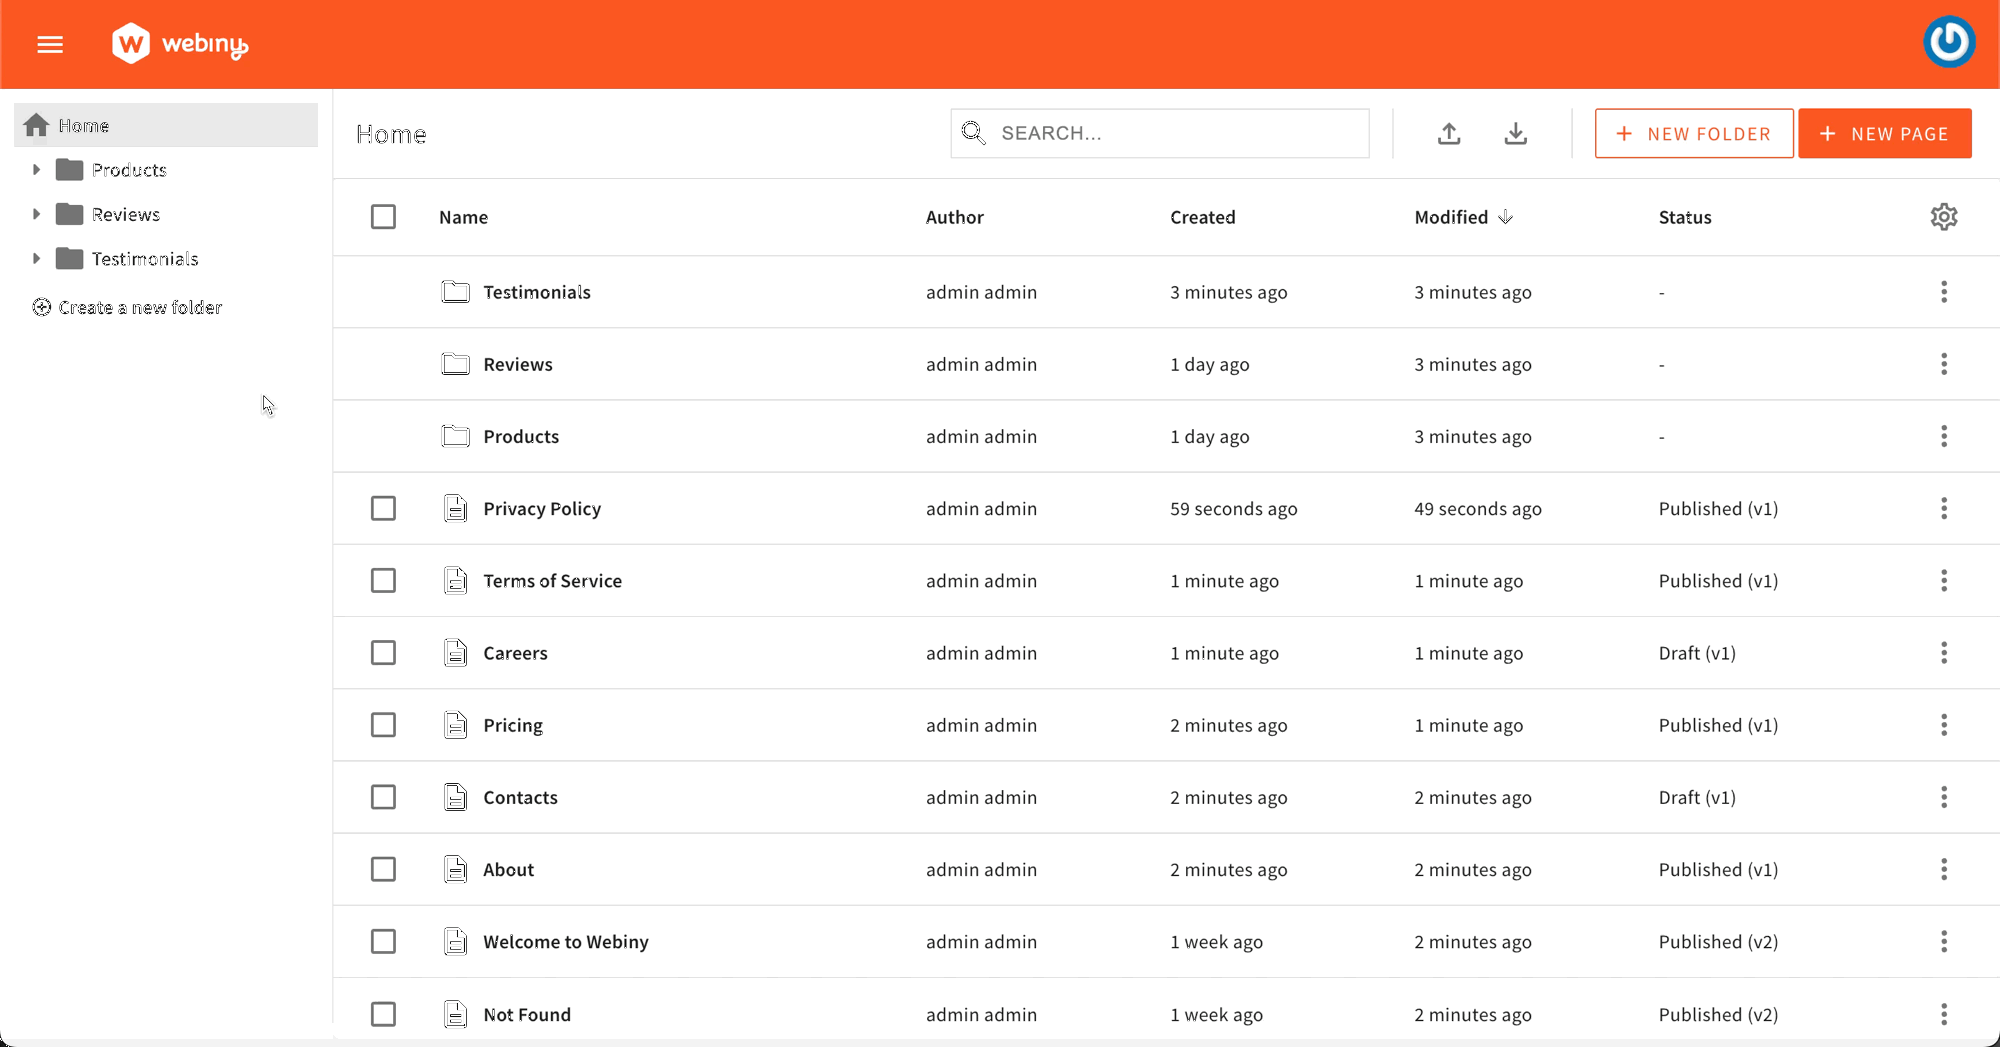 webiny
Home
Products
Reviews
Testimonials
Create a new folder
Home
SEARCH...
+ NEW FOLDER
+ NEW PAGE
Name Author Created Modified Status
Testimonials admin admin 3 minutes ago 3 minutes ago -
Reviews admin admin 1 day ago 3 minutes ago -
Products admin admin 1 day ago 3 minutes ago -
Privacy Policy admin admin 59 seconds ago 49 seconds ago Published (v1)
Terms of Service admin admin 1 minute ago 1 minute ago Published (v1)
Careers admin admin 1 minute ago 1 minute ago Draft (v1)
Pricing admin admin 2 minutes ago 1 minute ago Published (v1)
Contacts admin admin 2 minutes ago 2 minutes ago Draft (v1)
About admin admin 2 minutes ago 2 minutes ago Published (v1)
Welcome to Webiny admin admin 1 week ago 2 minutes ago Published (v2)
Not Found admin admin 1 week ago 2 minutes ago Published (v2)